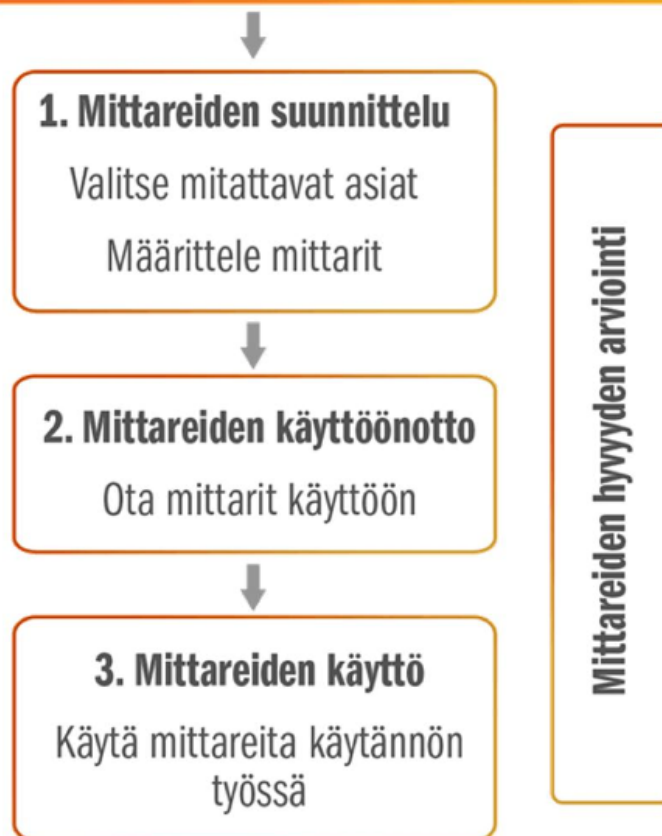 1. Mittareiden suunnittelu
Valitse mitattavat asiat
Määrittele mittarit
2. Mittareiden käyttöönotto
Ota mittarit käyttöön
3. Mittareiden käyttö
Käytä mittareita käytännön
työssä
Mittareiden hyvyyden arviointi